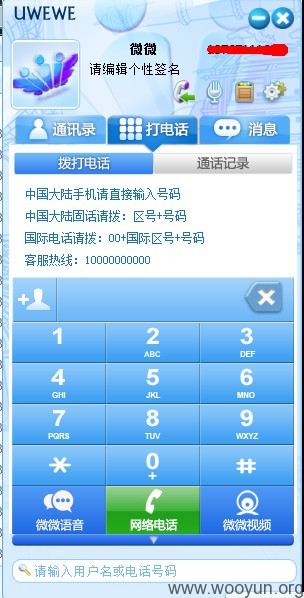 UWEWE
微微
请编辑个性签名
通讯录 打电话 消息
拨打电话 通话记录
中国大陆手机请直接输入号码
中国大陆固话请拨：区号+号码
国际电话请拨：00+国际区号+号码
客服热线：10000000000
1 2 3
ABC DEF
4 5 6
GHI JKL MNO
7 8 9
PQRS TUV WXYZ
* 0 #
+
微微语音 网络电话 微微视频
请输入用户名或电话号码
www.wooyun.org